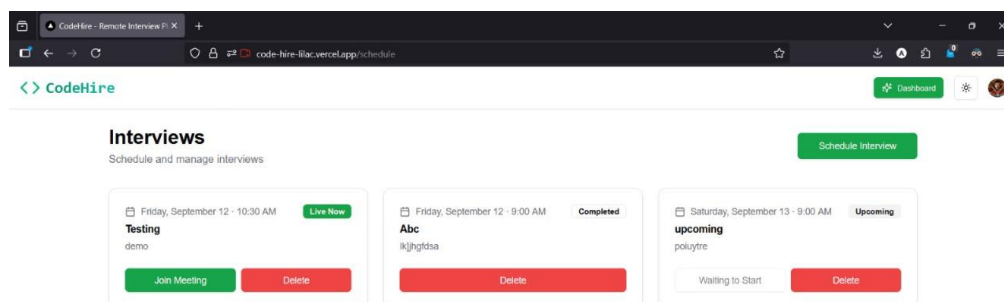 CodeHire - Remote Interview Pl
code-hire-lilac.vercel.app/schedule
<> CodeHire
Dashboard
Interviews
Schedule and manage interviews
Schedule Interview
Friday, September 12 · 10:30 AM Live Now
Testing
demo
Join Meeting Delete
Friday, September 12 · 9:00 AM Completed
Abc
lkjhgfdsa
Delete
Saturday, September 13 · 9:00 AM Upcoming
upcoming
poiuytre
Waiting to Start Delete